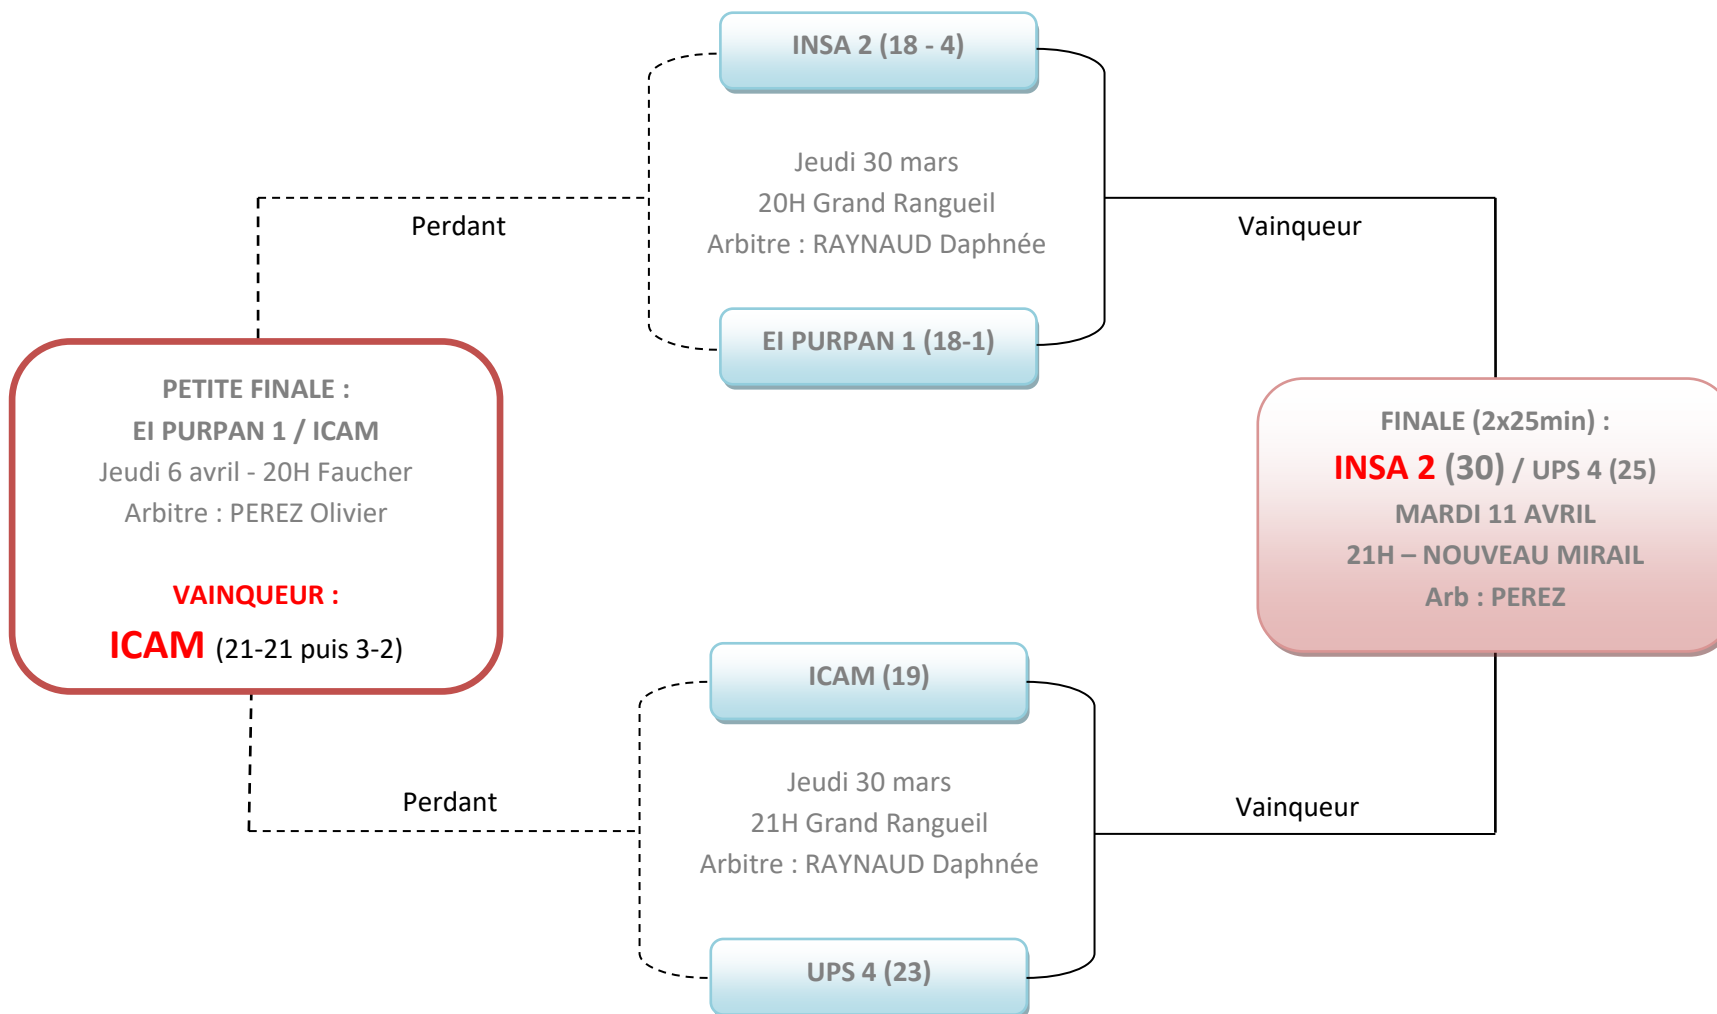 INSA 2 (18 - 4)
Jeudi 30 mars
20H Grand Rangueil
Arbitre : RAYNAUD Daphnée
EI PURPAN 1 (18-1)
Perdant
Vainqueur
PETITE FINALE :
EI PURPAN 1 / ICAM
Jeudi 6 avril - 20H Faucher
Arbitre : PEREZ Olivier
VAINQUEUR :
ICAM (21-21 puis 3-2)
FINALE (2x25min) :
INSA 2 (30) / UPS 4 (25)
MARDI 11 AVRIL
21H – NOUVEAU MIRAIL
Arb : PEREZ
ICAM (19)
Jeudi 30 mars
21H Grand Rangueil
Arbitre : RAYNAUD Daphnée
UPS 4 (23)
Perdant
Vainqueur